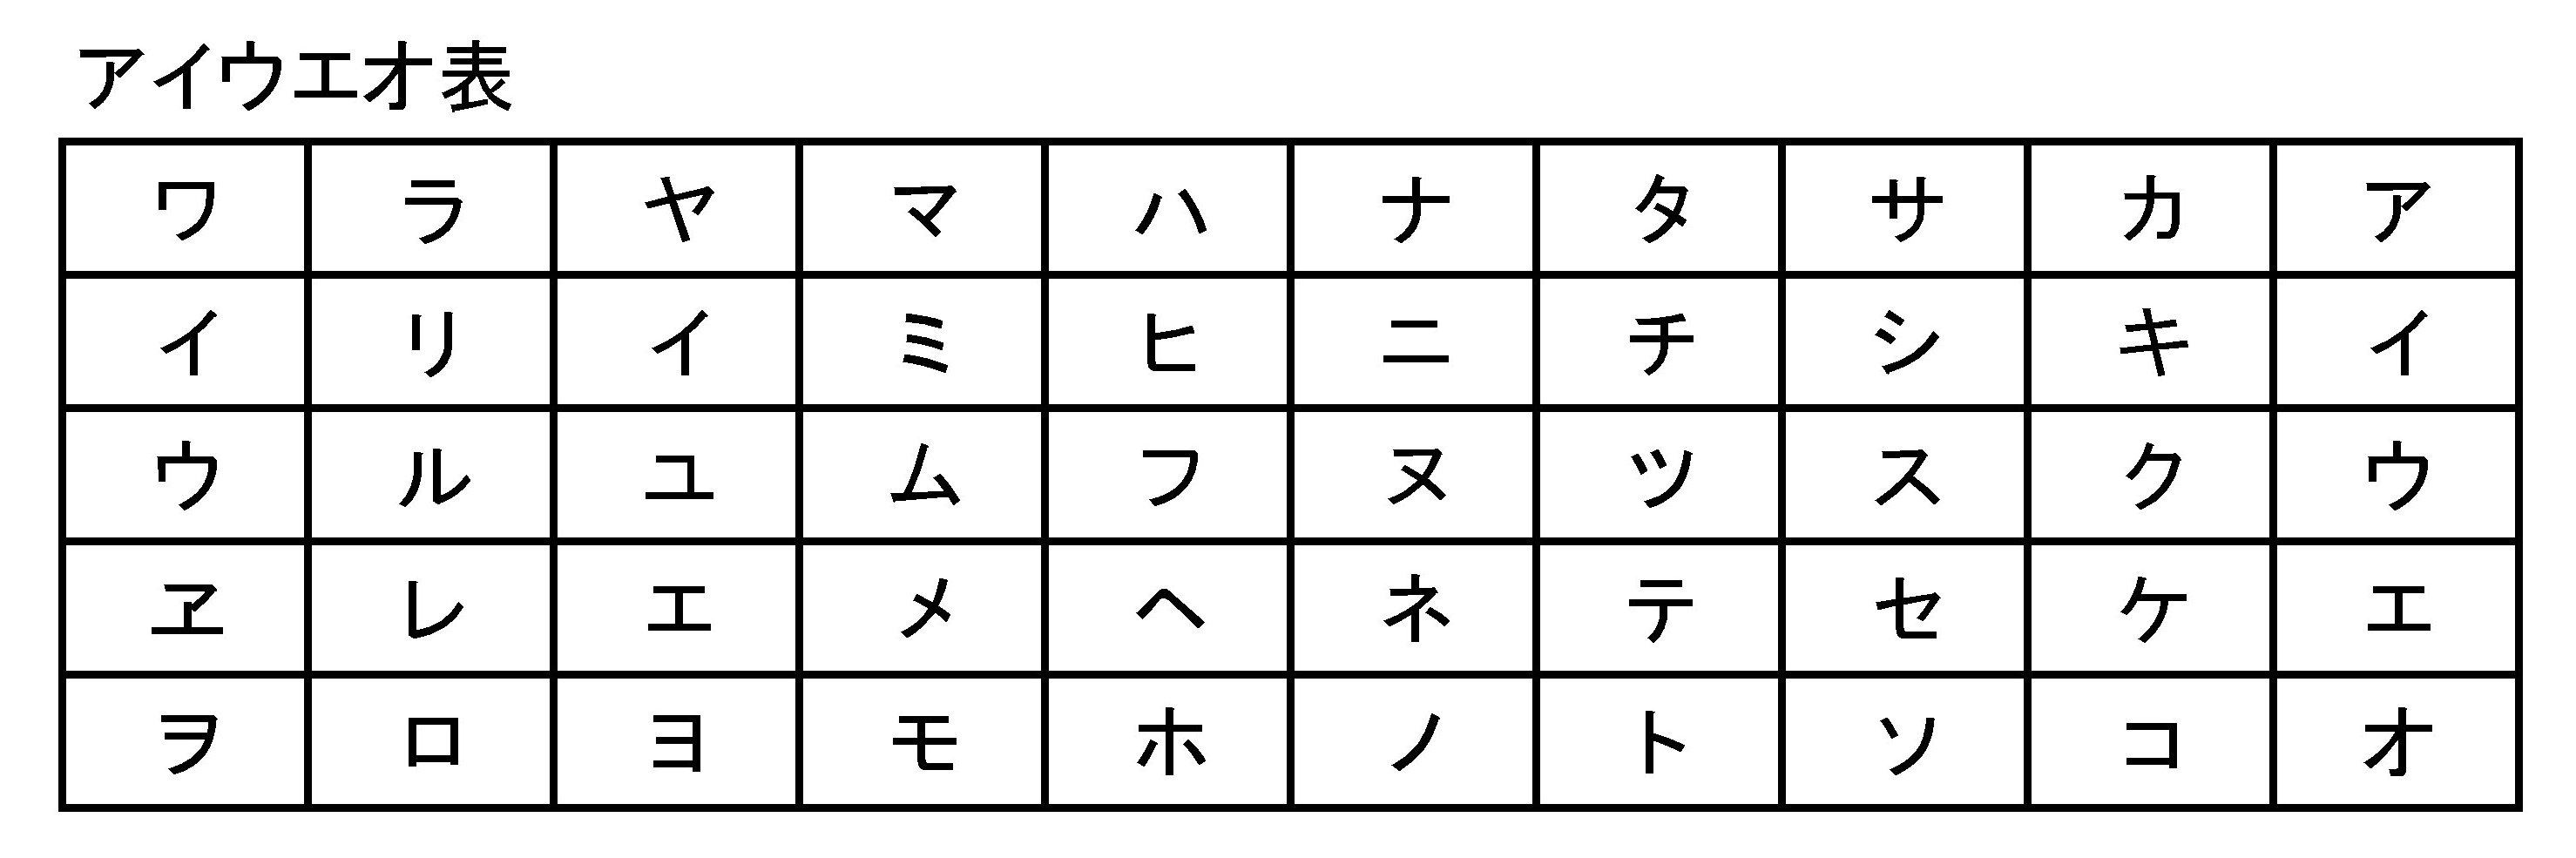 アイウエオ表
ワ ラ ヤ マ ハ ナ タ サ カ ア
イ リ イ ミ ヒ ニ チ シ キ イ
ウ ル ユ ム フ ヌ ツ ス ク ウ
ヱ レ エ メ ヘ ネ テ セ ケ エ
ヲ ロ ヨ モ ホ ノ ト ソ コ オ